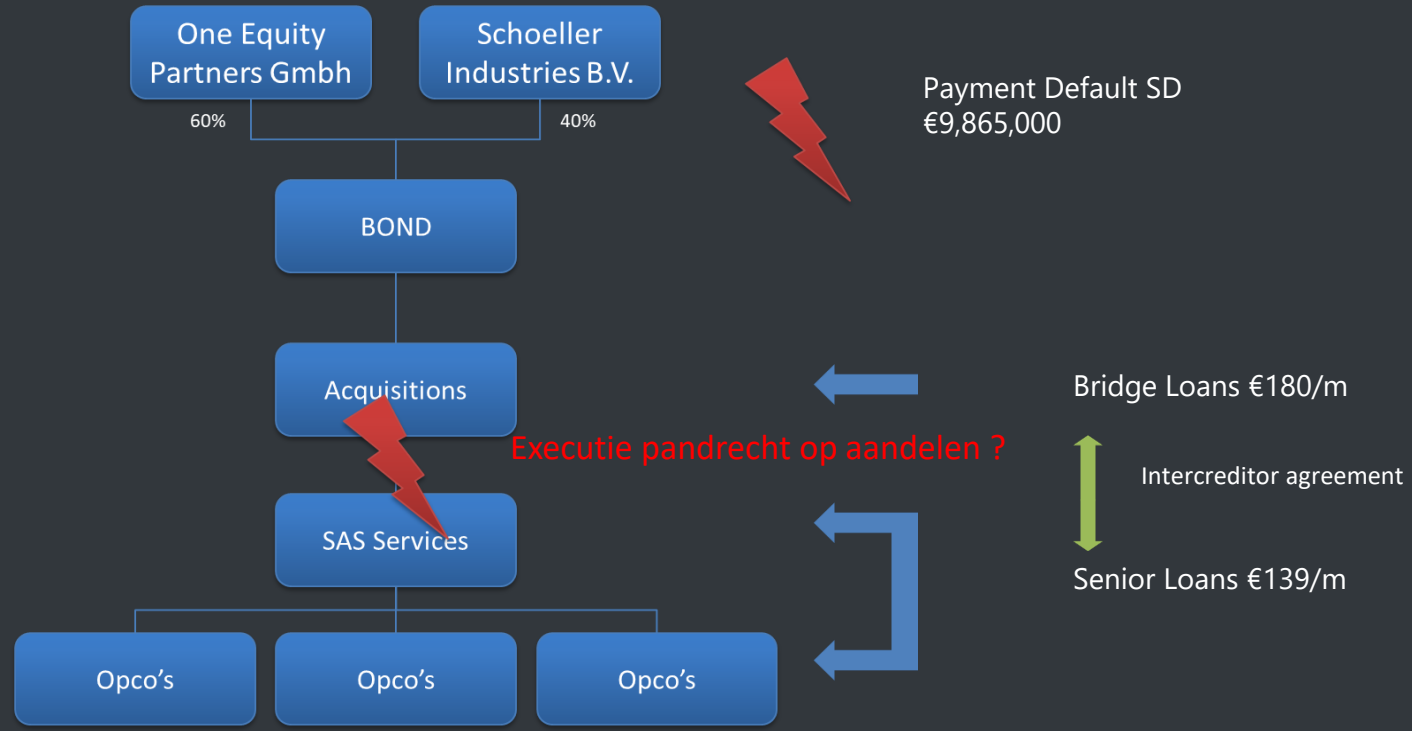 One Equity
Partners Gmbh
Schoeller
Industries B.V.
Payment Default SD
€9,865,000
60%
40%
BOND
Acquisitions
Bridge Loans €180/m
Executie pandrecht op aandelen ?
Intercreditor agreement
SAS Services
Senior Loans €139/m
Opco's
Opco's
Opco's